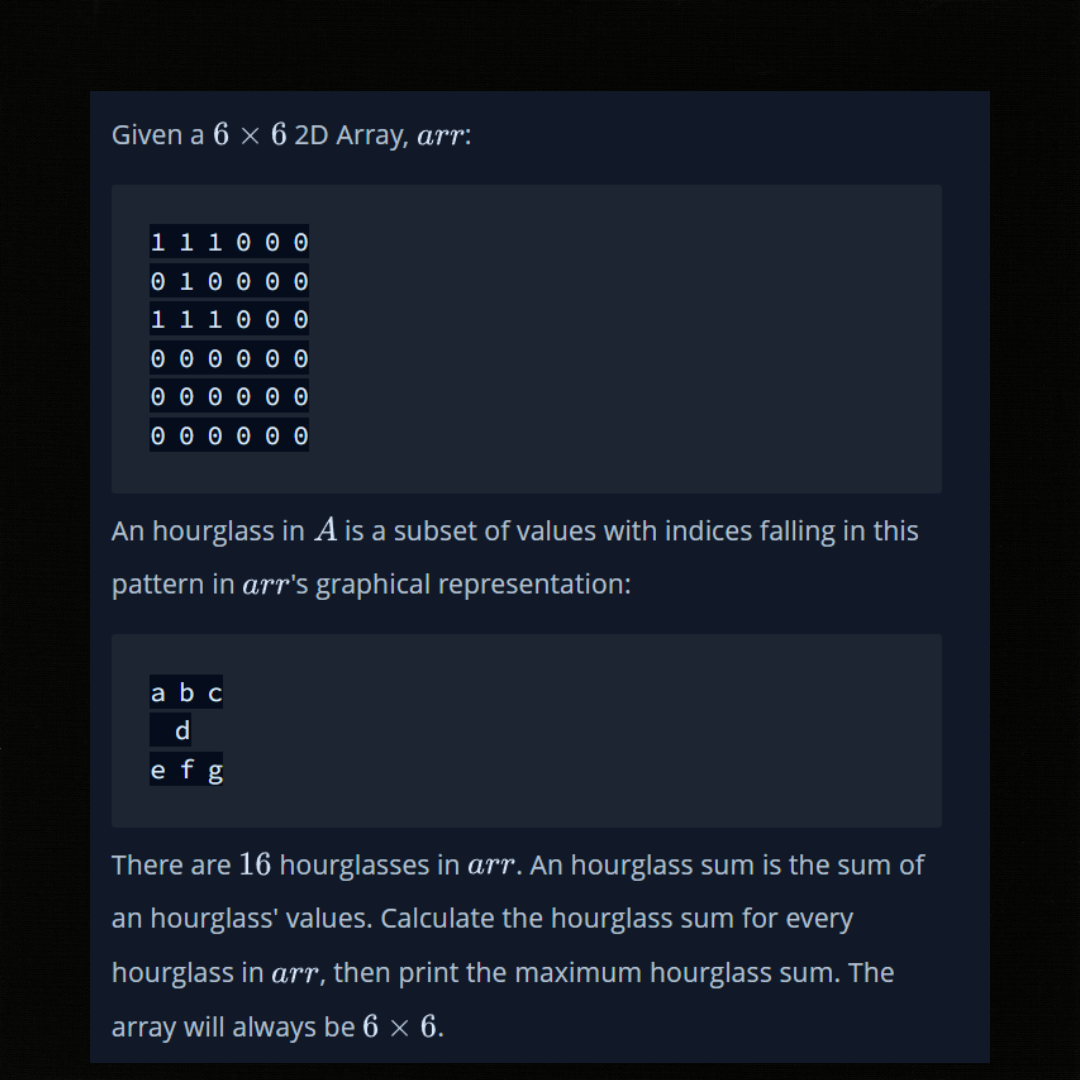 Given a 6 × 6 2D Array, arr:
1 1 1 0 0 0
0 1 0 0 0 0
1 1 1 0 0 0
0 0 0 0 0 0
0 0 0 0 0 0
0 0 0 0 0 0
An hourglass in A is a subset of values with indices falling in this
pattern in arr's graphical representation:
a b c
d
e f g
There are 16 hourglasses in arr. An hourglass sum is the sum of
an hourglass' values. Calculate the hourglass sum for every
hourglass in arr, then print the maximum hourglass sum. The
array will always be 6 × 6.